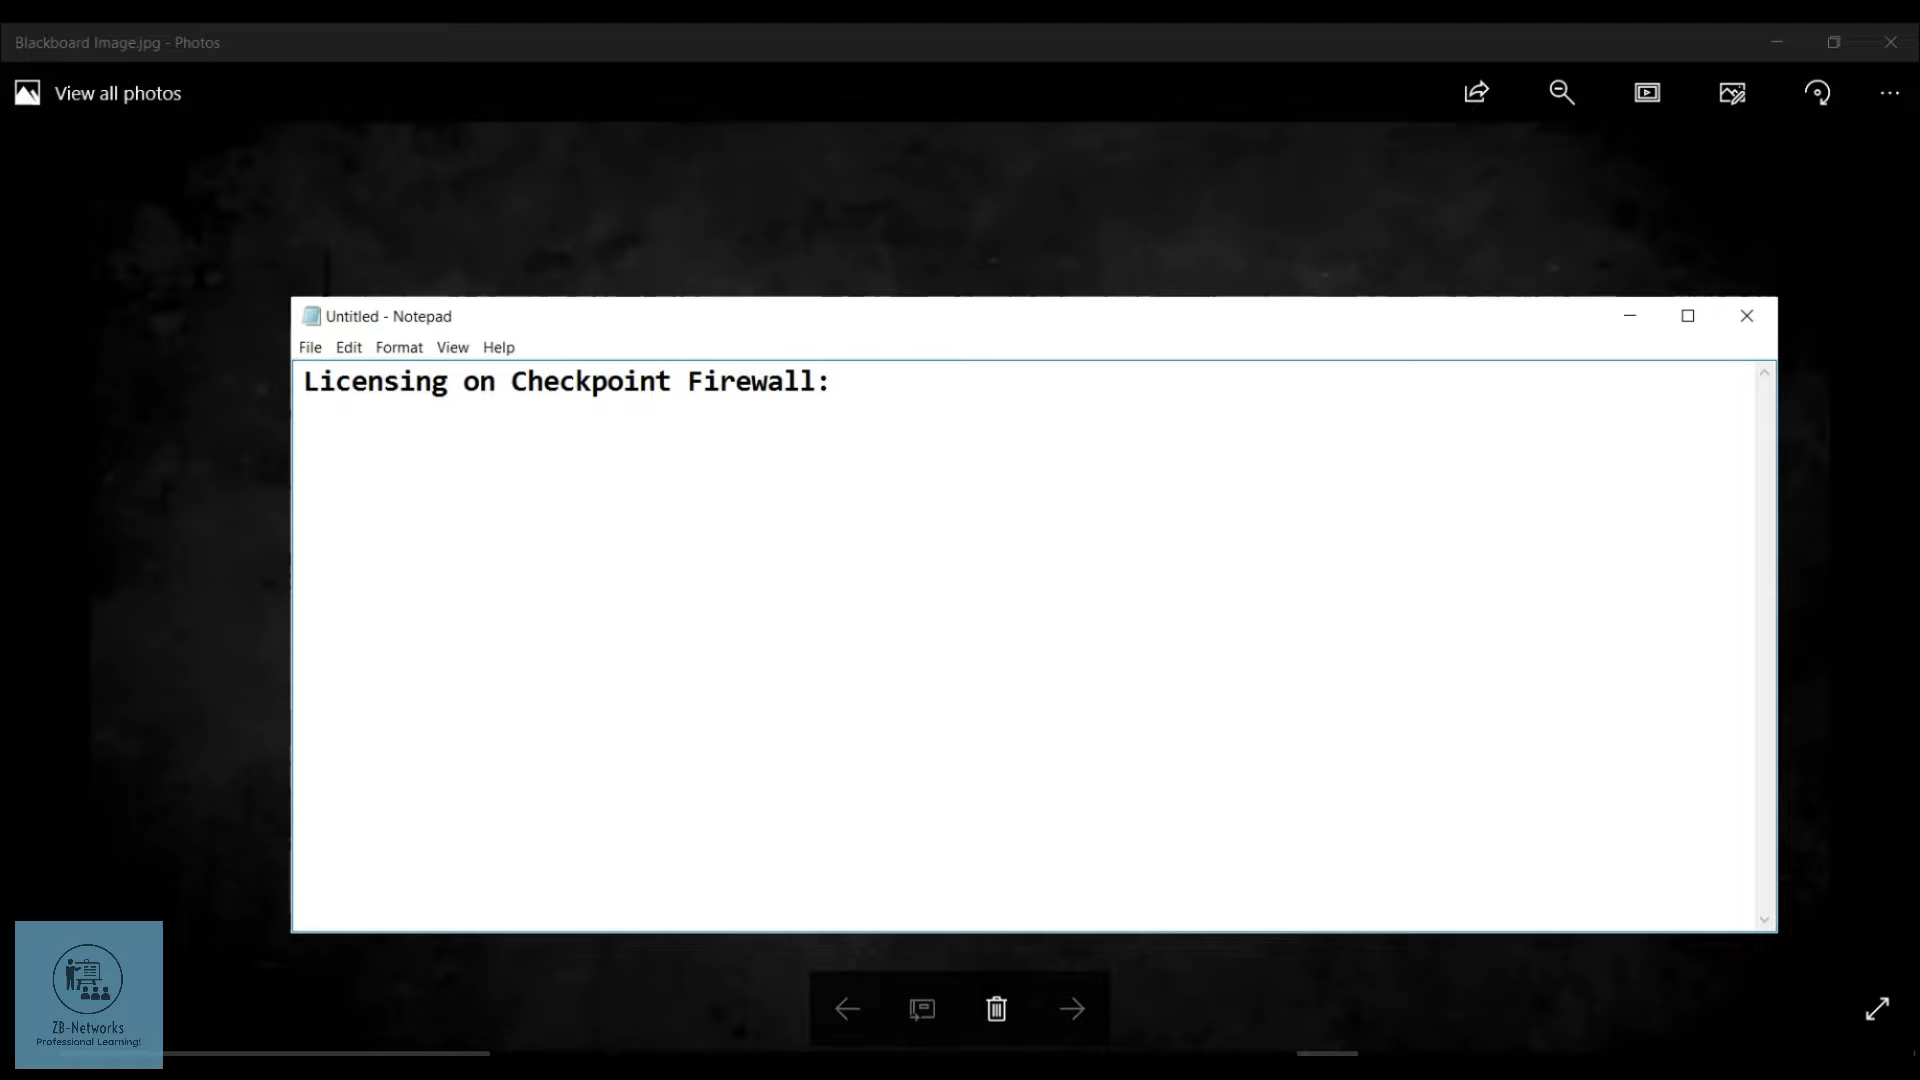 Blackboard Image.jpg - Photos
View all photos
Untitled - Notepad
File Edit Format View Help
Licensing on Checkpoint Firewall:
ZB-Networks
Professional Learning!